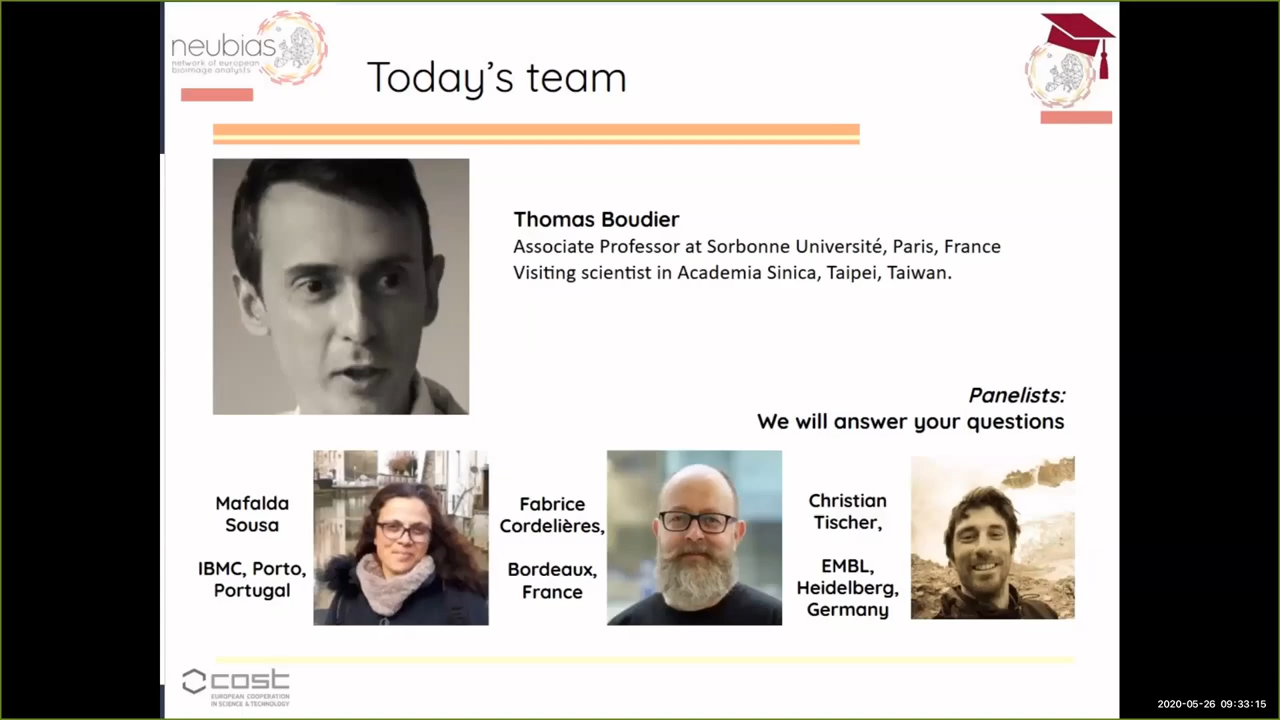 neubias
network of european
bioimage analysts
Today's team
Thomas Boudier
Associate Professor at Sorbonne Université, Paris, France
Visiting scientist in Academia Sinica, Taipei, Taiwan.
Panelists:
We will answer your questions
Mafalda
Sousa
IBMC, Porto,
Portugal
Fabrice
Cordelières,
Bordeaux,
France
Christian
Tischer,
EMBL,
Heidelberg,
Germany
cost
EUROPEAN COOPERATION
IN SCIENCE & TECHNOLOGY
2020-05-26 09:33:15